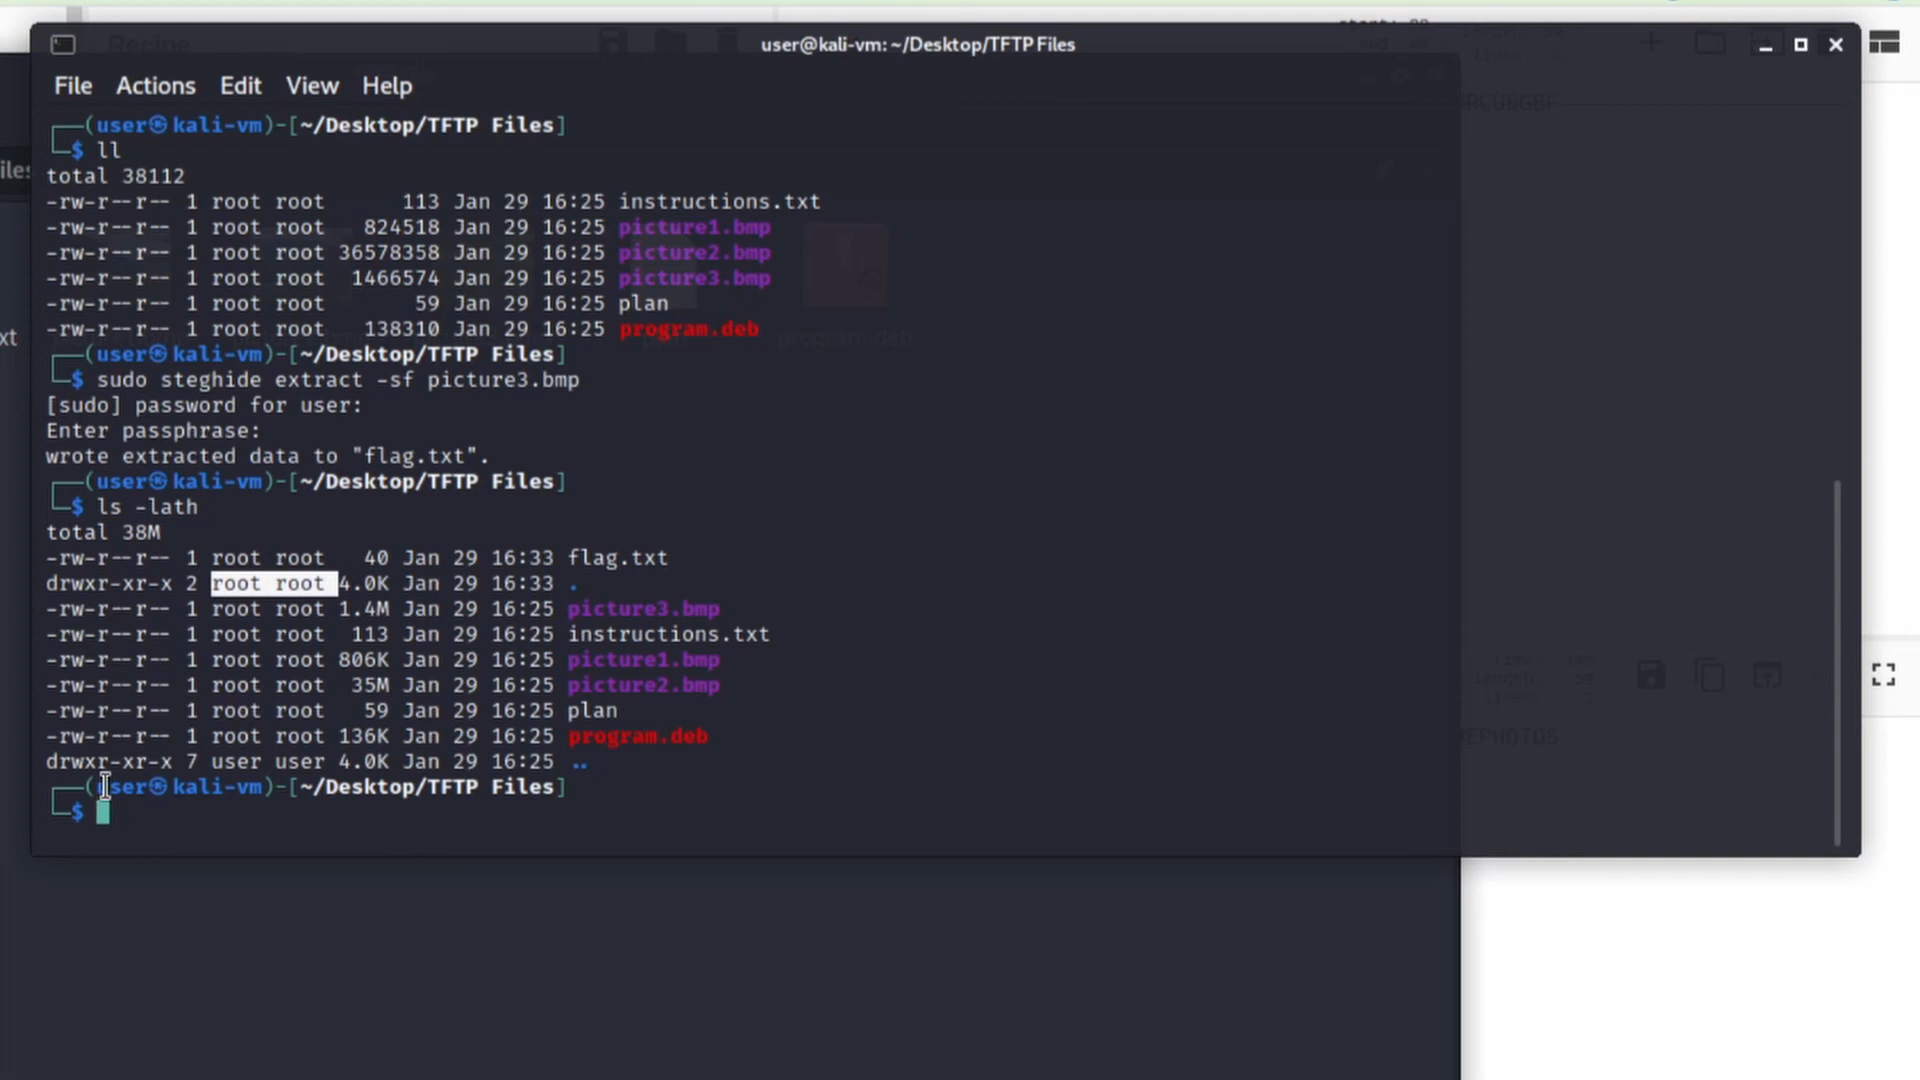 user@kali-vm: ~/Desktop/TFTP Files
File Actions Edit View Help
┌──(user㉿kali-vm)-[~/Desktop/TFTP Files]
└─$ ll
total 38112
-rw-r--r-- 1 root root 113 Jan 29 16:25 instructions.txt
-rw-r--r-- 1 root root 824518 Jan 29 16:25 picture1.bmp
-rw-r--r-- 1 root root 36578358 Jan 29 16:25 picture2.bmp
-rw-r--r-- 1 root root 1466574 Jan 29 16:25 picture3.bmp
-rw-r--r-- 1 root root 59 Jan 29 16:25 plan
-rw-r--r-- 1 root root 138310 Jan 29 16:25 program.deb
┌──(user㉿kali-vm)-[~/Desktop/TFTP Files]
└─$ sudo steghide extract -sf picture3.bmp
[sudo] password for user:
Enter passphrase:
wrote extracted data to "flag.txt".
┌──(user㉿kali-vm)-[~/Desktop/TFTP Files]
└─$ ls -lath
total 38M
-rw-r--r-- 1 root root 40 Jan 29 16:33 flag.txt
drwxr-xr-x 2 root root 4.0K Jan 29 16:33 .
-rw-r--r-- 1 root root 1.4M Jan 29 16:25 picture3.bmp
-rw-r--r-- 1 root root 113 Jan 29 16:25 instructions.txt
-rw-r--r-- 1 root root 806K Jan 29 16:25 picture1.bmp
-rw-r--r-- 1 root root 35M Jan 29 16:25 picture2.bmp
-rw-r--r-- 1 root root 59 Jan 29 16:25 plan
-rw-r--r-- 1 root root 136K Jan 29 16:25 program.deb
drwxr-xr-x 7 user user 4.0K Jan 29 16:25 ..
┌──(user㉿kali-vm)-[~/Desktop/TFTP Files]
└─$
program.deb